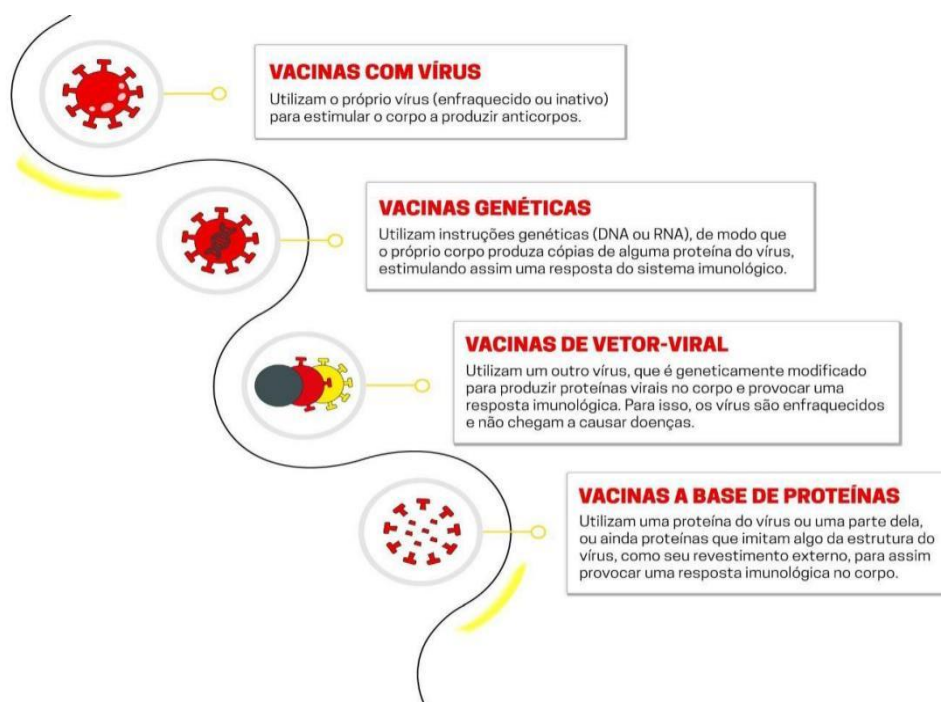 VACINAS COM VÍRUS
Utilizam o próprio vírus (enfraquecido ou inativo)
para estimular o corpo a produzir anticorpos.
VACINAS GENÉTICAS
Utilizam instruções genéticas (DNA ou RNA), de modo que
o próprio corpo produza cópias de alguma proteína do vírus,
estimulando assim uma resposta do sistema imunológico.
VACINAS DE VETOR-VIRAL
Utilizam um outro vírus, que é geneticamente modificado
para produzir proteínas virais no corpo e provocar uma
resposta imunológica. Para isso, os vírus são enfraquecidos
e não chegam a causar doenças.
VACINAS A BASE DE PROTEÍNAS
Utilizam uma proteína do vírus ou uma parte dela,
ou ainda proteínas que imitam algo da estrutura do
vírus, como seu revestimento externo, para assim
provocar uma resposta imunológica no corpo.